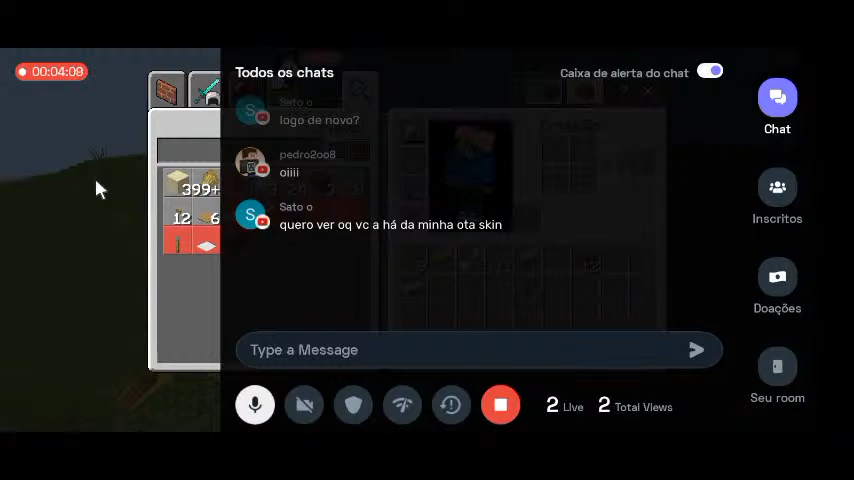 00:04:09
Todos os chats
Caixa de alerta do chat
S
Sato o
logo de novo?
pedro2oo8
oiiii
S
Sato o
quero ver oq vc a há da minha ota skin
399+
12
6
Type a Message
2 Live 2 Total Views
Chat
Inscritos
Doações
Seu room